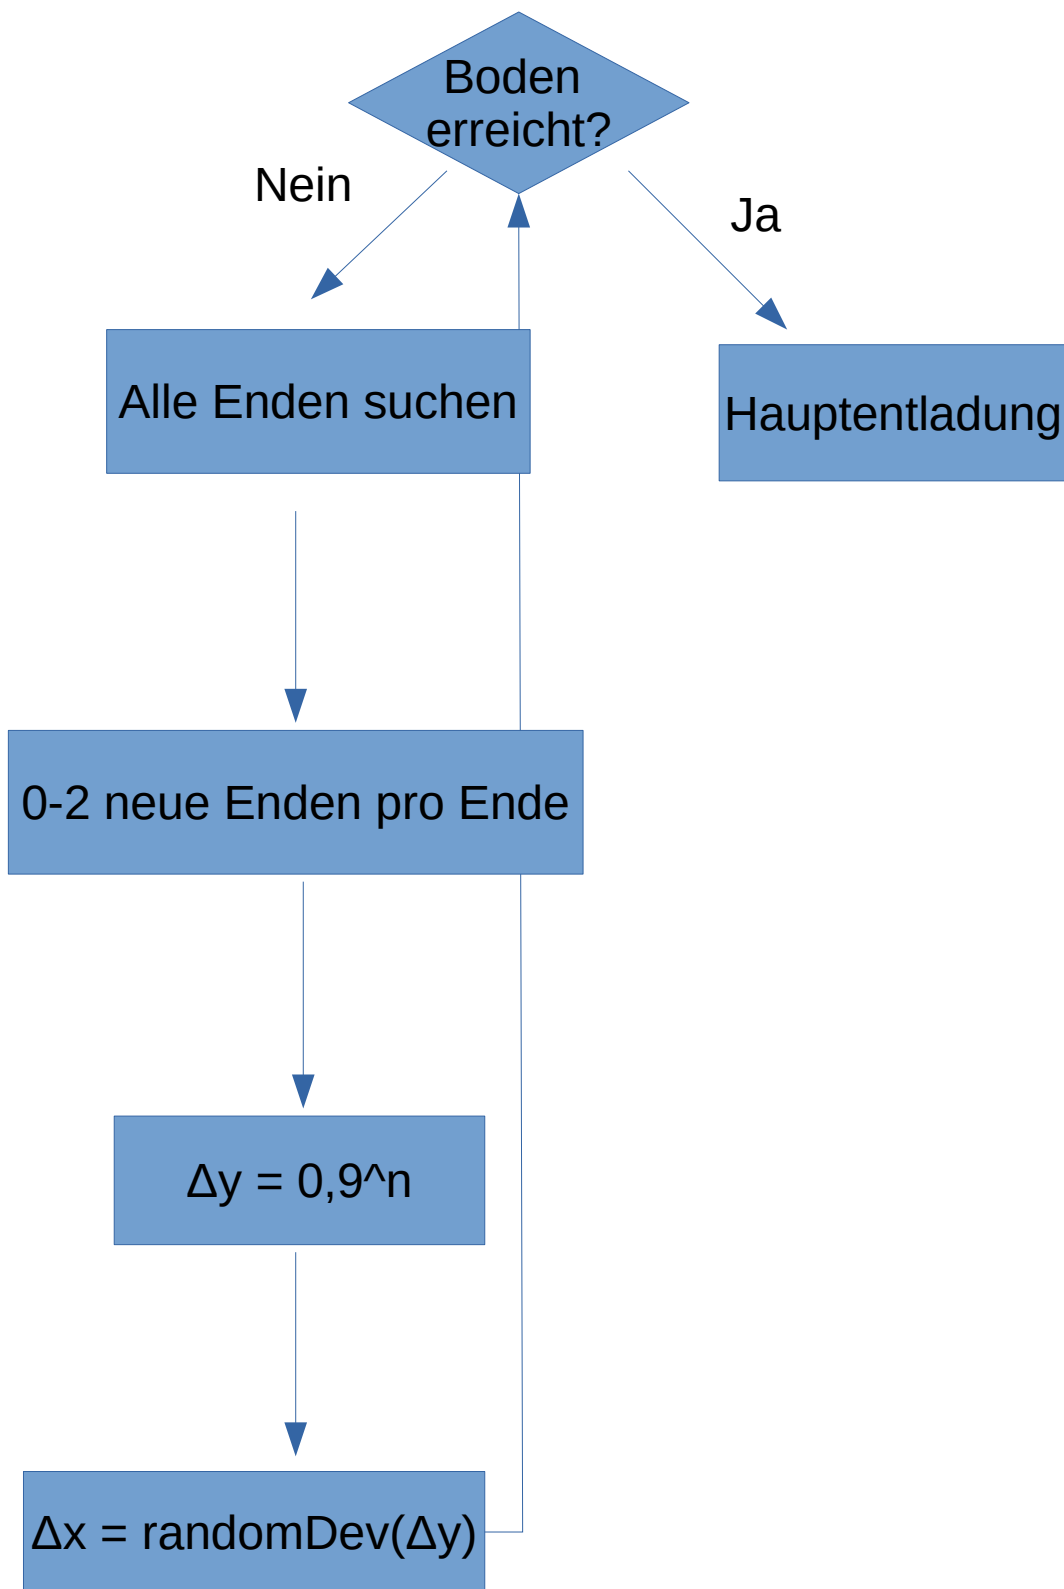 Boden
erreicht?
Nein
Ja
Alle Enden suchen
Hauptentladung
0-2 neue Enden pro Ende
Δy = 0,9^n
Δx = randomDev(Δy)